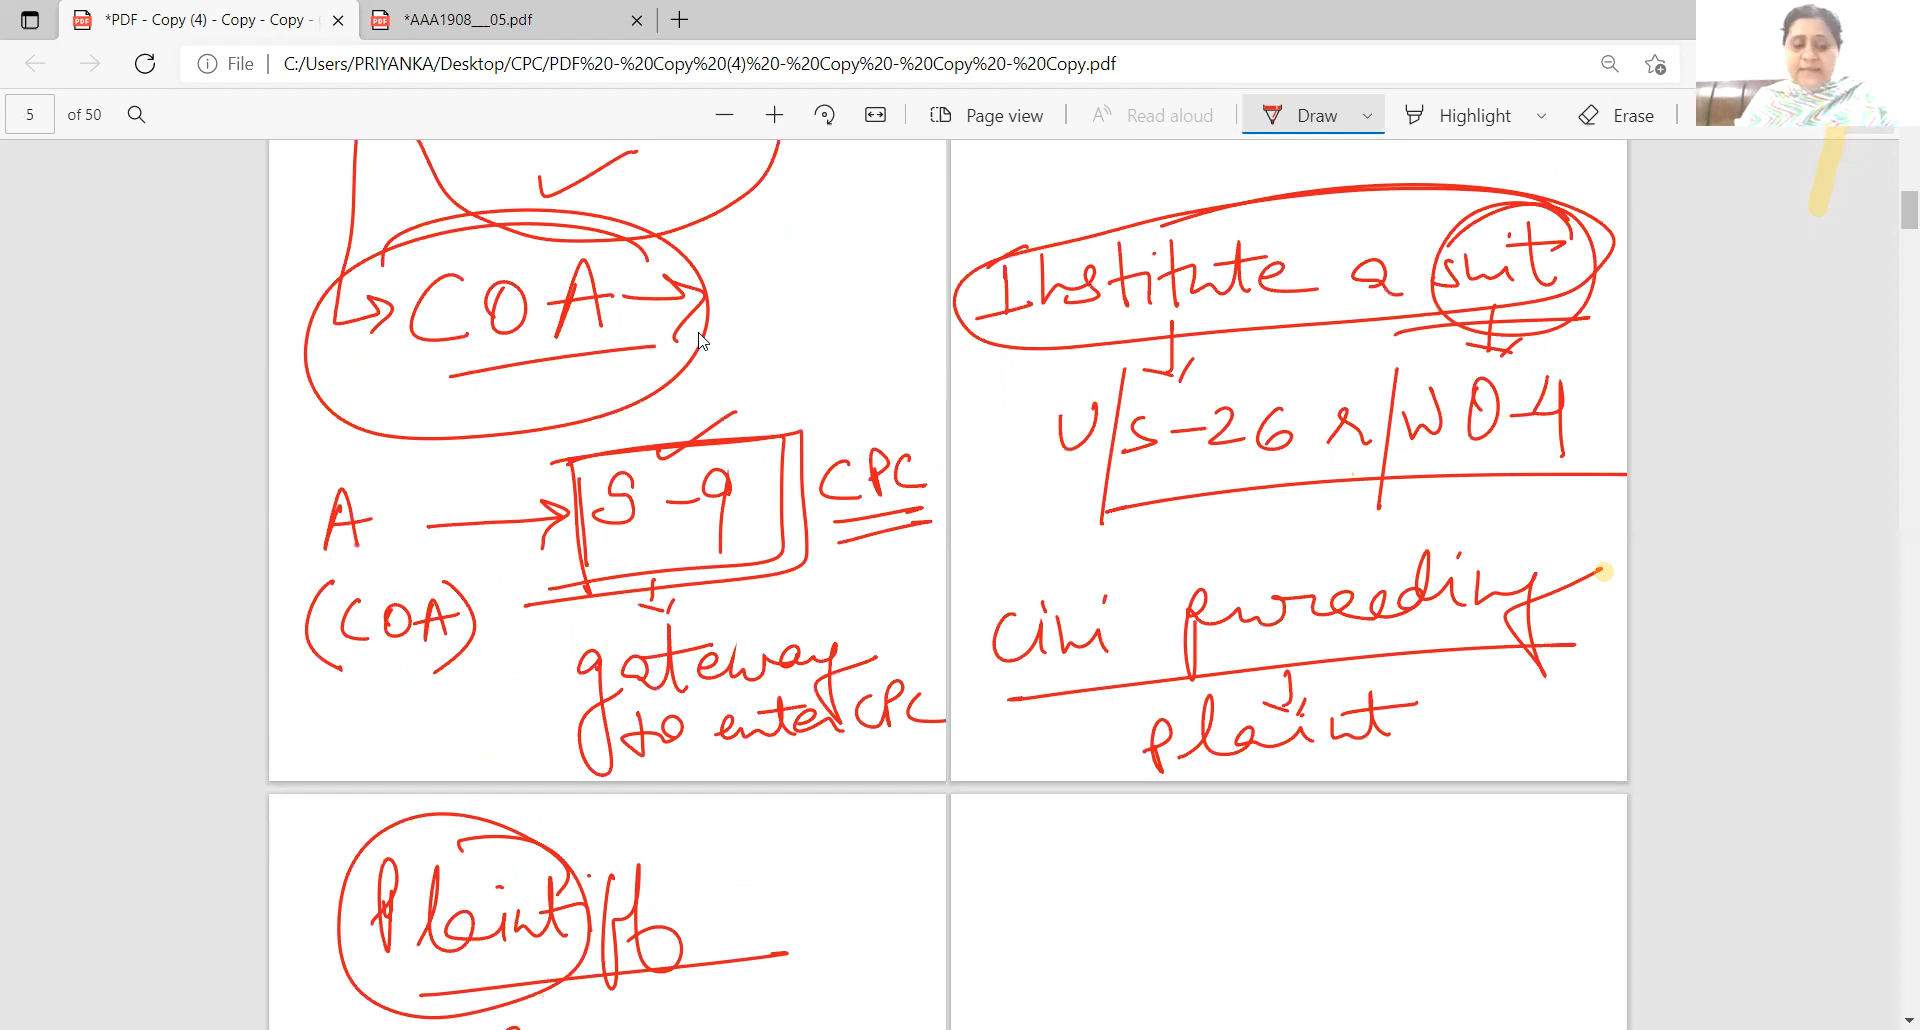 *PDF - Copy (4) - Copy - Copy -
*AAA1908___05.pdf
File
C:/Users/PRIYANKA/Desktop/CPC/PDF%20-%20Copy%20(4)%20-%20Copy%20-%20Copy%20-%20Copy.pdf
5 of 50
Page view
Read aloud
Draw
Highlight
Erase
COA
A
S-9
CPC
(COA)
gateway
to enter CPC
Institute a suit
U/S-26 r/w O-4
civil proceeding
plaint
Plaint